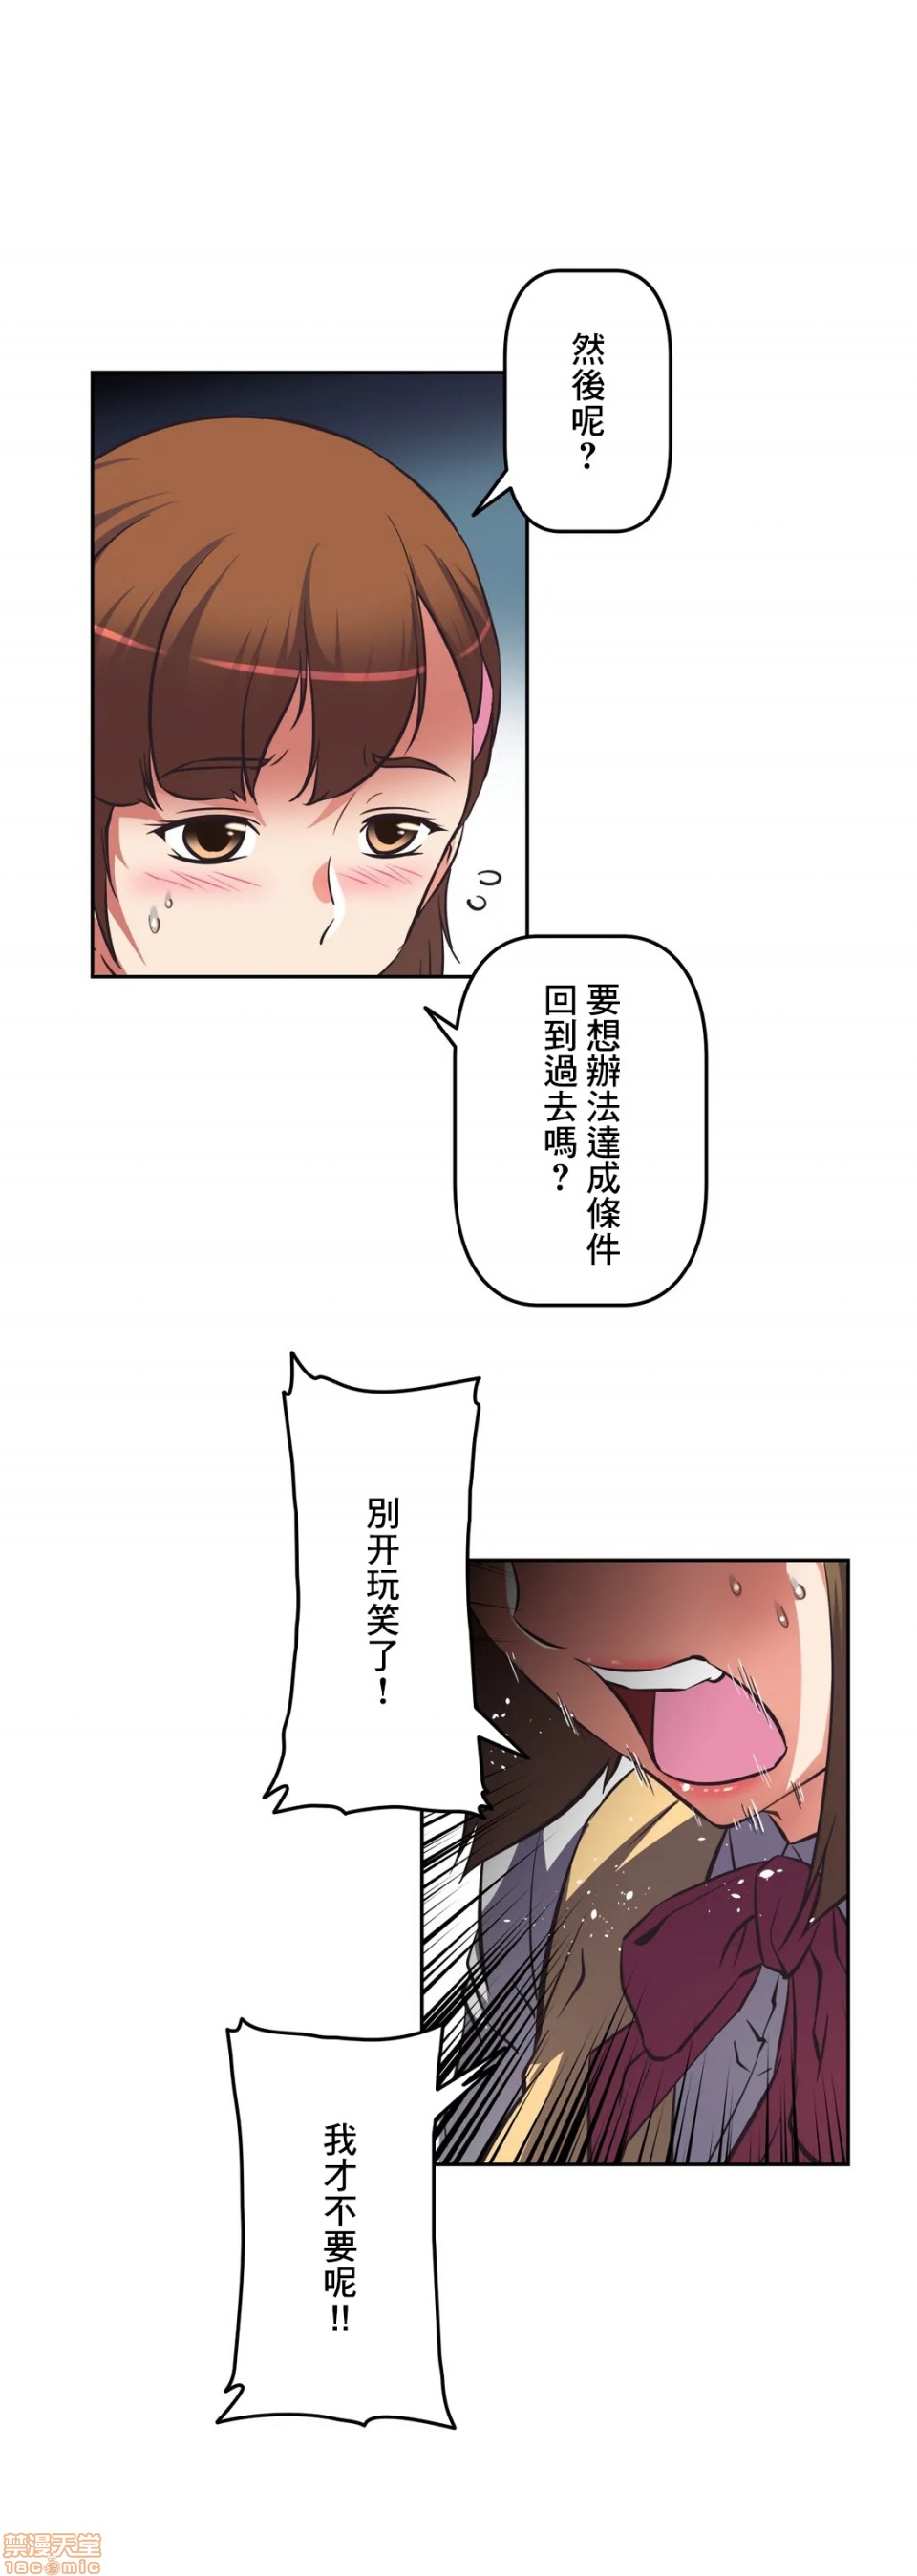 然後呢？
要想辦法達成條件
回到過去嗎？
別开玩笑了！
我才不要呢！！
禁漫天堂
18comic